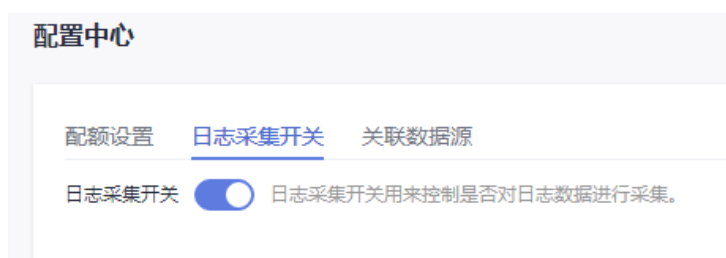 配置中心
配额设置 日志采集开关 关联数据源
日志采集开关 日志采集开关用来控制是否对日志数据进行采集。